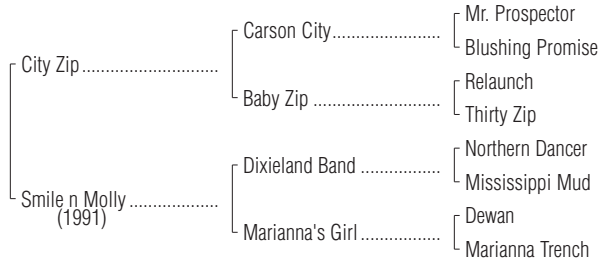 Mr. Prospector
Carson City
Blushing Promise
City Zip
Relaunch
Baby Zip
Thirty Zip
Northern Dancer
Dixieland Band
Mississippi Mud
Smile n Molly
(1991)
Dewan
Marianna's Girl
Marianna Trench